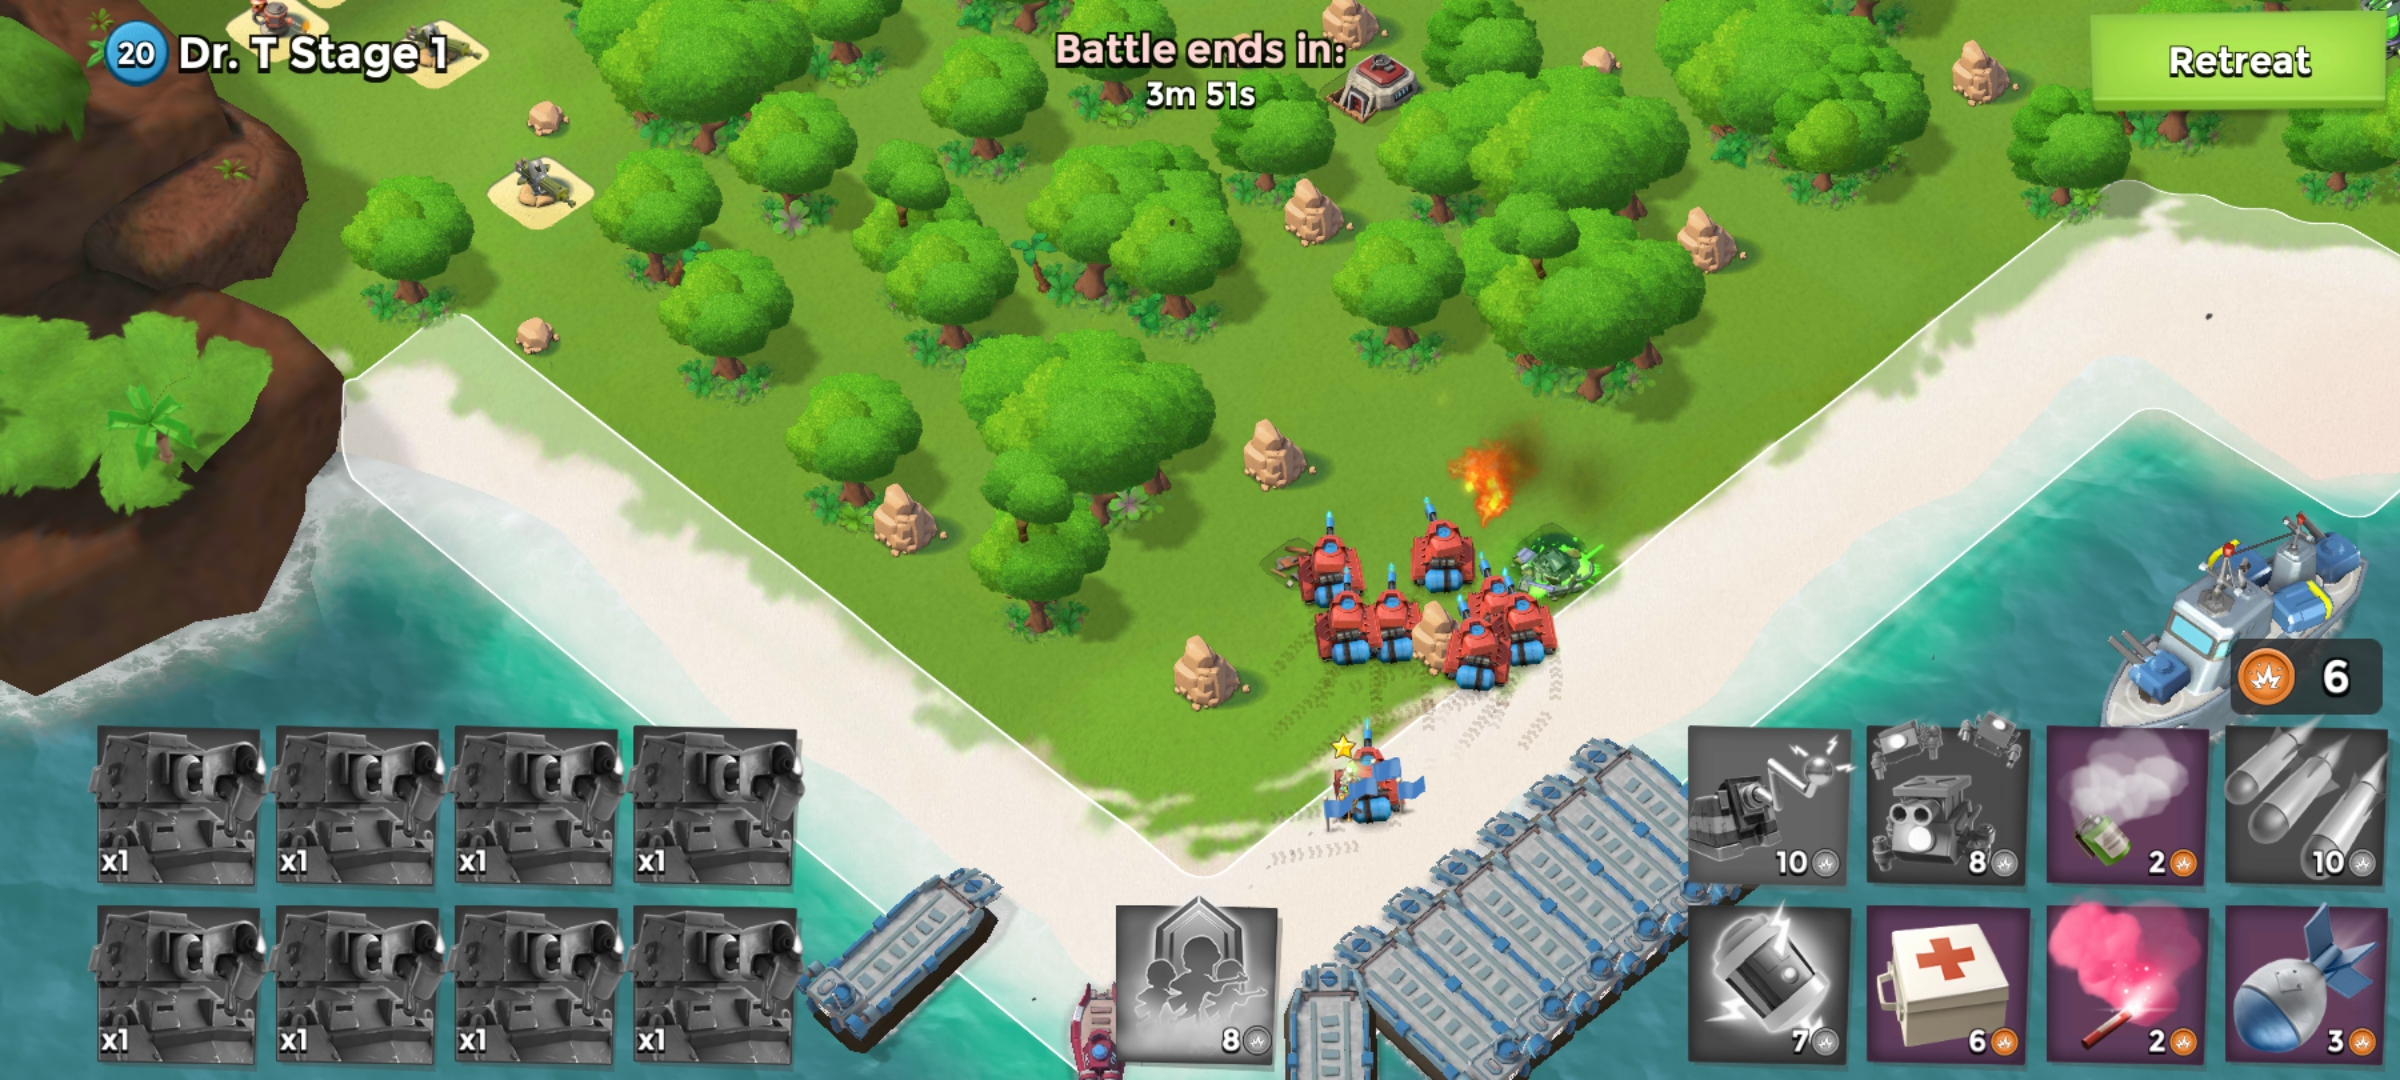 20 Dr. T Stage 1
Battle ends in:
3m 51s
Retreat
6
x1 x1 x1 x1
10 8 2 10
x1 x1 x1 x1
8
7 6 2 3